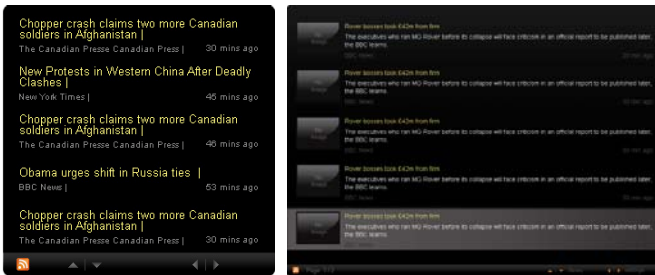 Chopper crash claims two more Canadian
soldiers in Afghanistan |
The Canadian Presse Canadian Press | 30 mins ago
New Protests in Western China After Deadly
Clashes |
New York Times | 45 mins ago
Chopper crash claims two more Canadian
soldiers in Afghanistan |
The Canadian Presse Canadian Press | 46 mins ago
Obama urges shift in Russia ties |
BBC News | 53 mins ago
Chopper crash claims two more Canadian
soldiers in Afghanistan |
The Canadian Presse Canadian Press | 30 mins ago
Rover bosses took £42m from firm
The executives who ran MG Rover before its collapse will face criticism in an official report to be published later,
the BBC learns.
BBC News
Rover bosses took £42m from firm
The executives who ran MG Rover before its collapse will face criticism in an official report to be published later,
the BBC learns.
BBC News
Rover bosses took £42m from firm
The executives who ran MG Rover before its collapse will face criticism in an official report to be published later,
the BBC learns.
BBC News
Rover bosses took £42m from firm
The executives who ran MG Rover before its collapse will face criticism in an official report to be published later,
the BBC learns.
BBC News
Rover bosses took £42m from firm
The executives who ran MG Rover before its collapse will face criticism in an official report to be published later,
the BBC learns.
BBC News
Page